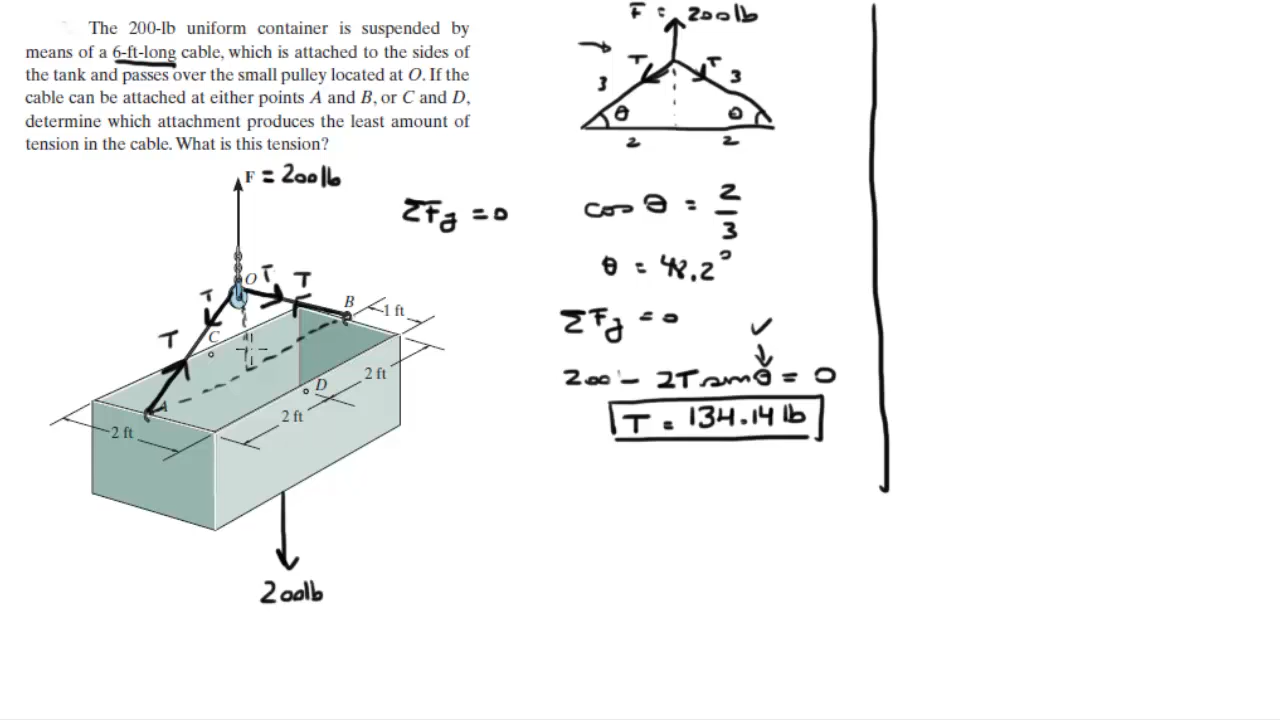 The 200-lb uniform container is suspended by
means of a 6-ft-long cable, which is attached to the sides of
the tank and passes over the small pulley located at O. If the
cable can be attached at either points A and B, or C and D,
determine which attachment produces the least amount of
tension in the cable. What is this tension?
F = 200 lb
O
T
T
T
T
B
1 ft
C
A
D
2 ft
2 ft
2 ft
200 lb
ΣFy = 0
F = 200 lb
T
T
3
3
θ
θ
2
2
cos θ = 2/3
θ = 48.2°
ΣFy = 0
200 - 2T sin θ = 0
T = 134.14 lb